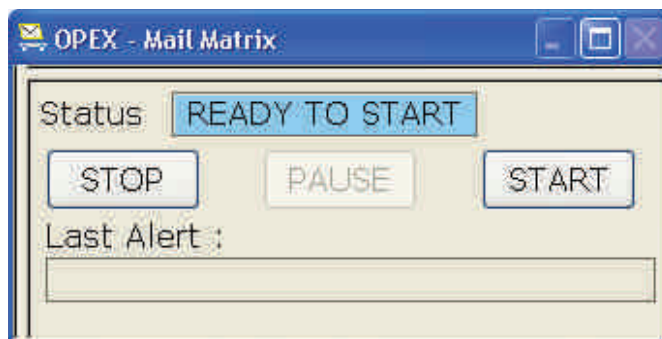 OPEX - Mail Matrix
Status READY TO START
STOP PAUSE START
Last Alert :